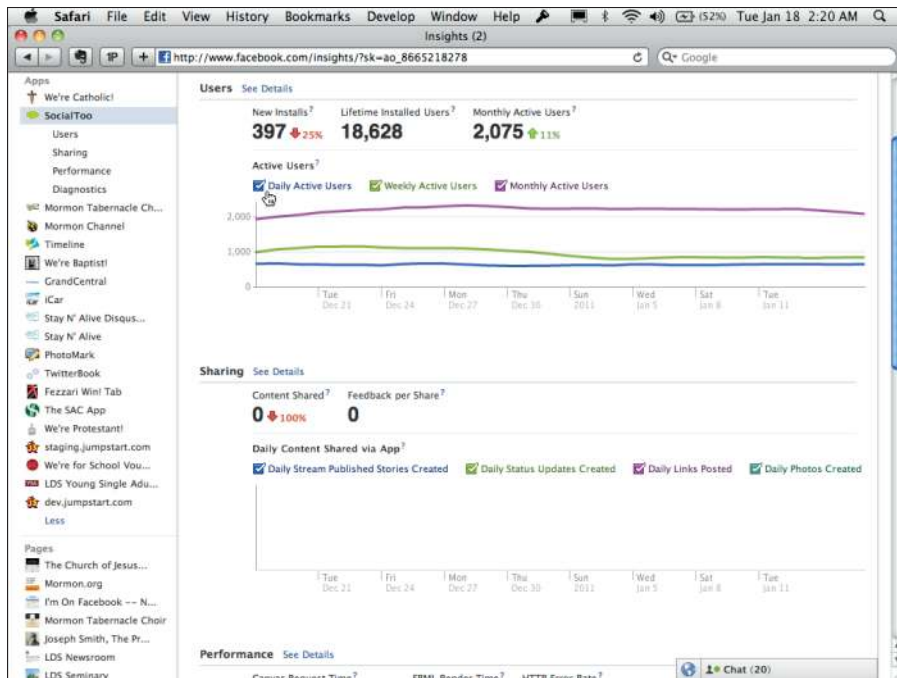 Safari File Edit View History Bookmarks Develop Window Help (52%) Tue Jan 18 2:20 AM
Insights (2)
1P + http://www.facebook.com/insights/?sk=ao_8665218278 Google
Apps
We're Catholic!
SocialToo
Users
Sharing
Performance
Diagnostics
Mormon Tabernacle Ch...
Mormon Channel
Timeline
We're Baptist!
GrandCentral
iCar
Stay N' Alive Disqus...
Stay N' Alive
PhotoMark
TwitterBook
Fezzari Win! Tab
The SAC App
We're Protestant!
staging.jumpstart.com
We're for School Vou...
LDS Young Single Adu...
dev.jumpstart.com
Less
Pages
The Church of Jesus...
Mormon.org
I'm On Facebook -- N...
Mormon Tabernacle Choir
Joseph Smith, The Pr...
LDS Newsroom
LDS Seminary
Users See Details
New Installs? Lifetime Installed Users? Monthly Active Users?
397 25% 18,628 2,075 11%
Active Users?
Daily Active Users Weekly Active Users Monthly Active Users
2,000
1,000
0
Tue Fri Mon Thu Sun Wed Sat Tue
Dec 21 Dec 24 Dec 27 Dec 30 2011 Jan 5 Jan 8 Jan 11
Sharing See Details
Content Shared? Feedback per Share?
0 100% 0
Daily Content Shared via App?
Daily Stream Published Stories Created Daily Status Updates Created Daily Links Posted Daily Photos Created
Tue Fri Mon Thu Sun Wed Sat Tue
Dec 21 Dec 24 Dec 27 Dec 30 2011 Jan 5 Jan 8 Jan 11
Performance See Details
Canvas Request Time? FBML Render Time? HTTP Error Rate?
Chat (20)